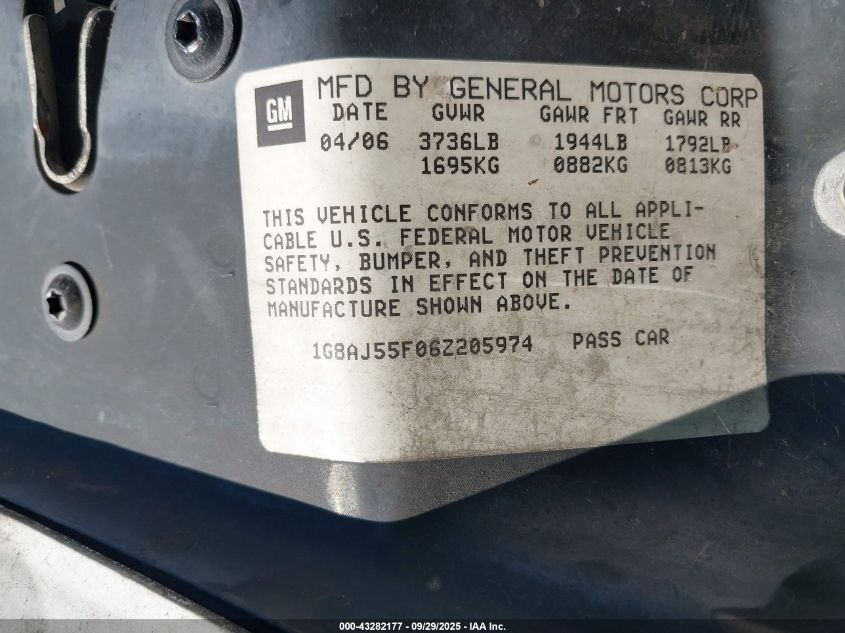 GM
MFD BY GENERAL MOTORS CORP
DATE GVWR GAWR FRT GAWR RR
04/06 3736LB 1944LB 1792LB
1695KG 0882KG 0813KG
THIS VEHICLE CONFORMS TO ALL APPLI-
CABLE U.S. FEDERAL MOTOR VEHICLE
SAFETY, BUMPER, AND THEFT PREVENTION
STANDARDS IN EFFECT ON THE DATE OF
MANUFACTURE SHOWN ABOVE.
1G8AJ55F06Z205974 PASS CAR
000-43282177 - 09/29/2025 - IAA Inc.